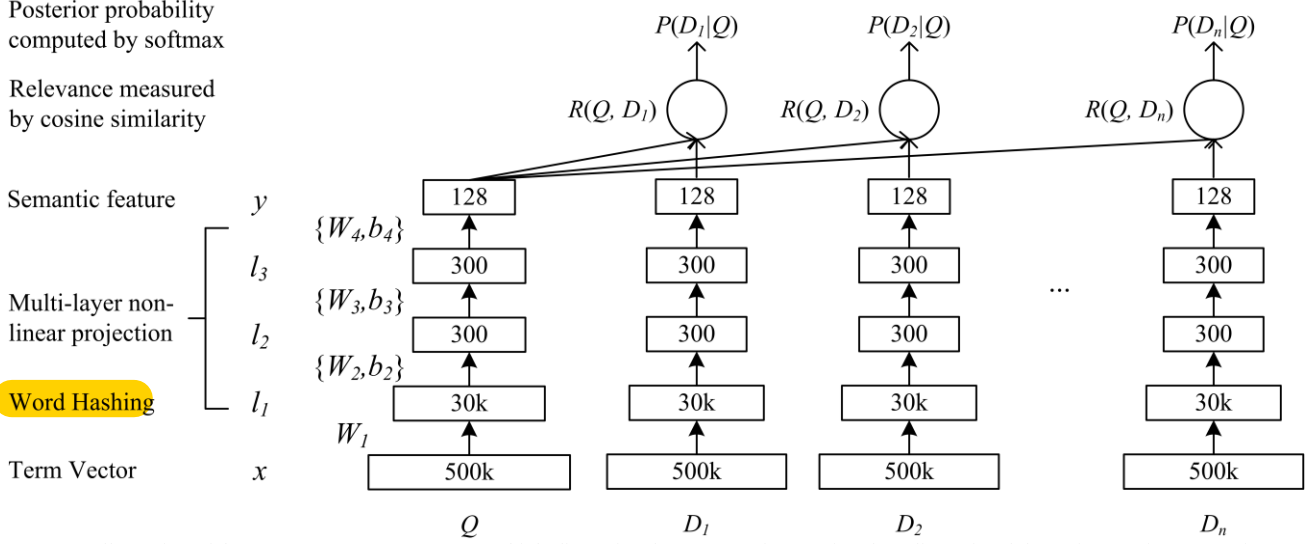 Posterior probability
computed by softmax
P(D1|Q) P(D2|Q) P(Dn|Q)
Relevance measured
by cosine similarity
R(Q, D1) R(Q, D2) R(Q, Dn)
Semantic feature y 128 128 128 128
{W4,b4}
l3 300 300 300 300
Multi-layer non-
linear projection
{W3,b3}
...
l2 300 300 300 300
{W2,b2}
Word Hashing l1 30k 30k 30k 30k
W1
Term Vector x 500k 500k 500k 500k
Q D1 D2 Dn